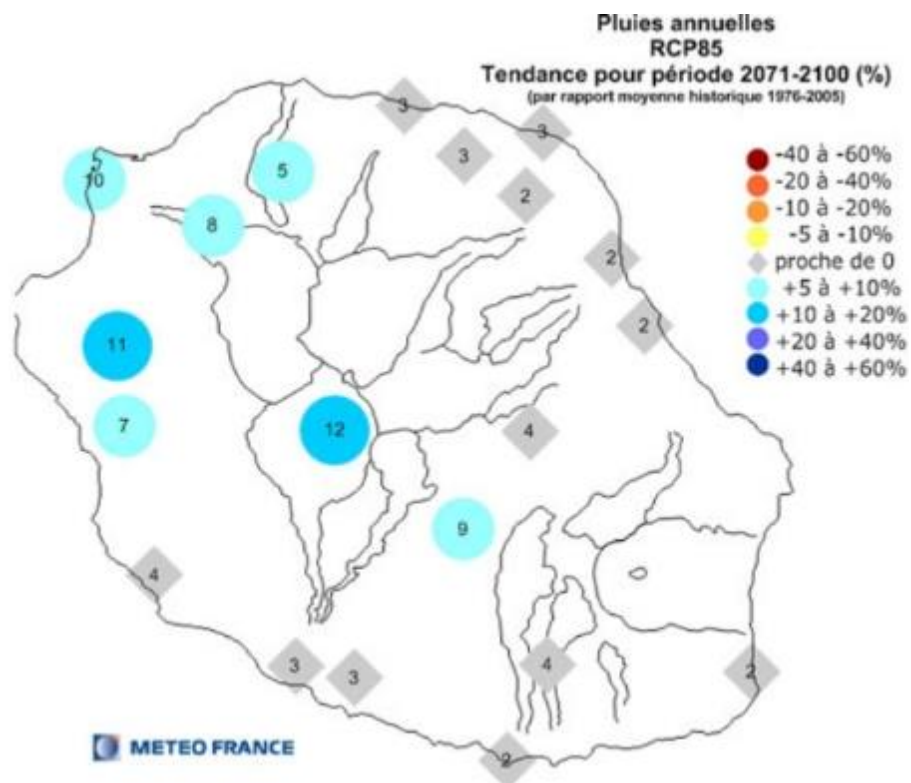 Pluies annuelles
RCP85
Tendance pour période 2071-2100 (%)
(par rapport moyenne historique 1976-2005)
3
3
3
5
10
2
8
2
2
11
7
12
4
9
4
3
3
4
2
2
-40 à -60%
-20 à -40%
-10 à -20%
-5 à -10%
proche de 0
+5 à +10%
+10 à +20%
+20 à +40%
+40 à +60%
METEO FRANCE